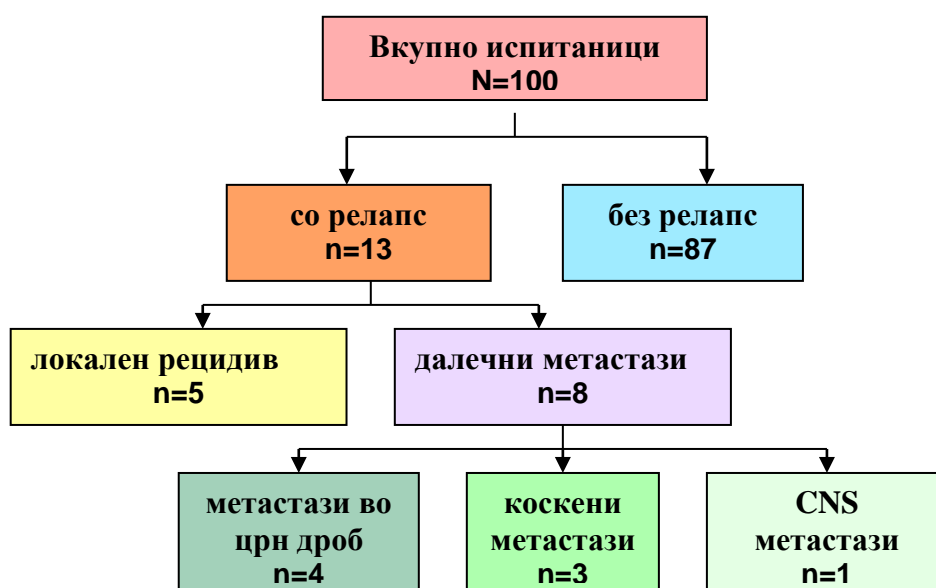 Вкупно испитаници
N=100
со релапс
n=13
без релапс
n=87
локален рецидив
n=5
далечни метастази
n=8
метастази во
црн дроб
n=4
коскени
метастази
n=3
CNS
метастази
n=1